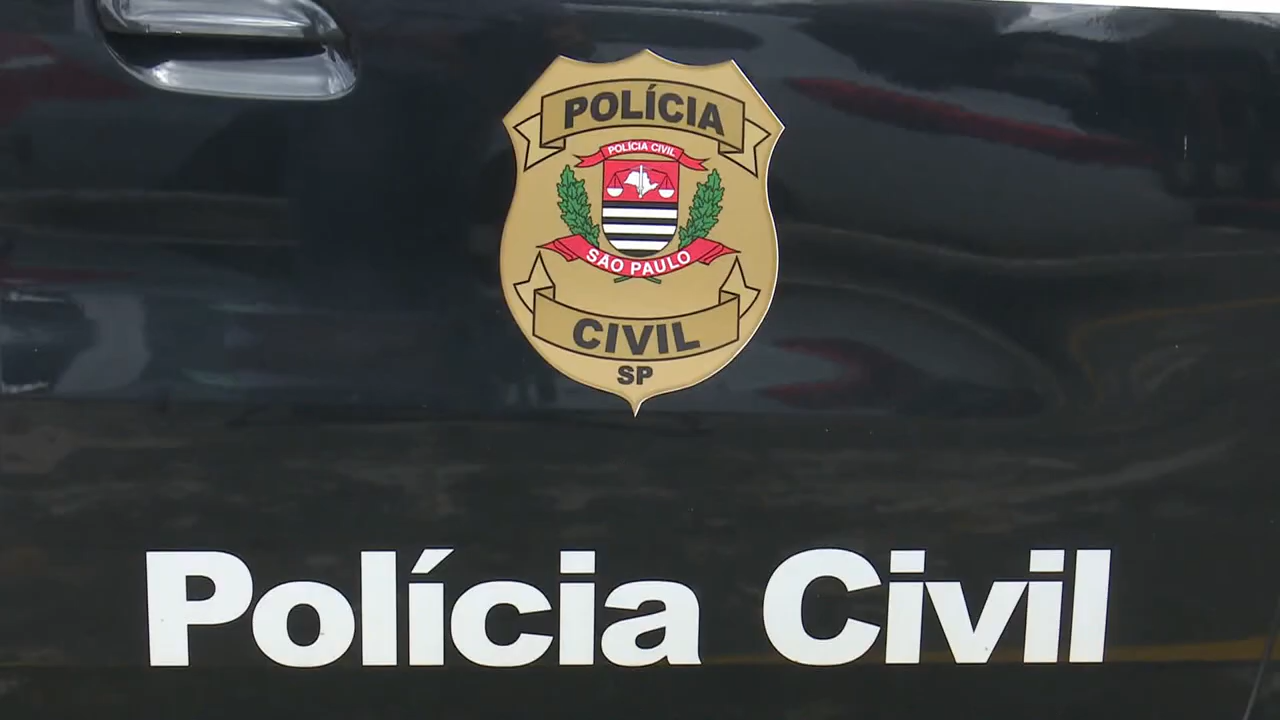 POLÍCIA
POLÍCIA CIVIL
SÃO PAULO
CIVIL
SP
Polícia Civil